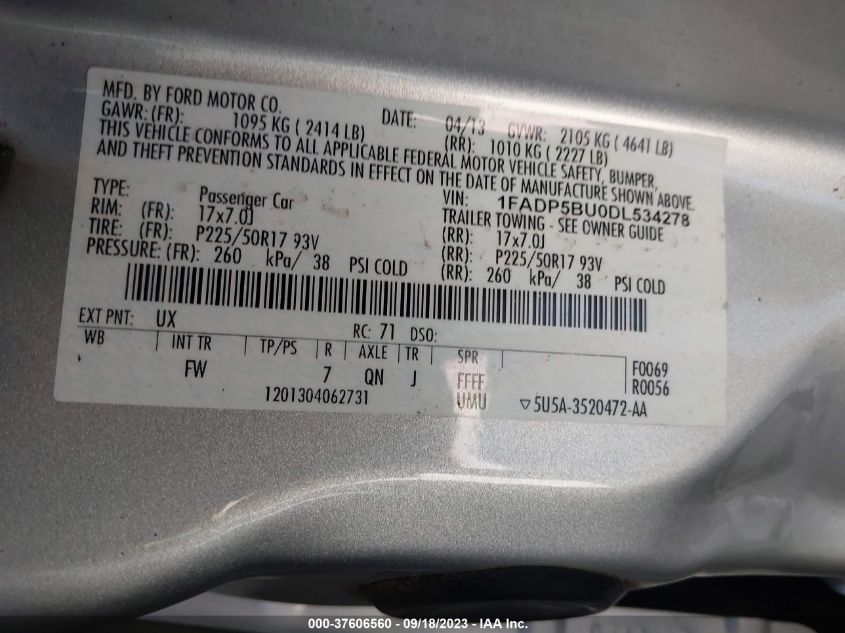 MFD. BY FORD MOTOR CO.
DATE: 04/13 GVWR: 2105 KG ( 4641 LB)
GAWR: (FR): 1095 KG ( 2414 LB) (RR): 1010 KG ( 2227 LB)
THIS VEHICLE CONFORMS TO ALL APPLICABLE FEDERAL MOTOR VEHICLE SAFETY, BUMPER,
AND THEFT PREVENTION STANDARDS IN EFFECT ON THE DATE OF MANUFACTURE SHOWN ABOVE.
VIN: 1FADP5BU0DL534278
TYPE: Passenger Car TRAILER TOWING - SEE OWNER GUIDE
RIM: (FR): 17x7.0J (RR): 17x7.0J
TIRE: (FR): P225/50R17 93V (RR): P225/50R17 93V
PRESSURE: (FR): 260 kPa/ 38 PSI COLD (RR): 260 kPa/ 38 PSI COLD
EXT PNT: UX RC: 71 DSO:
WB INT TR TP/PS R AXLE TR SPR F0069
FW 7 QN J FFFF R0056
1201304062731 UMU ▽5U5A-3520472-AA
000-37606560 - 09/18/2023 - IAA Inc.